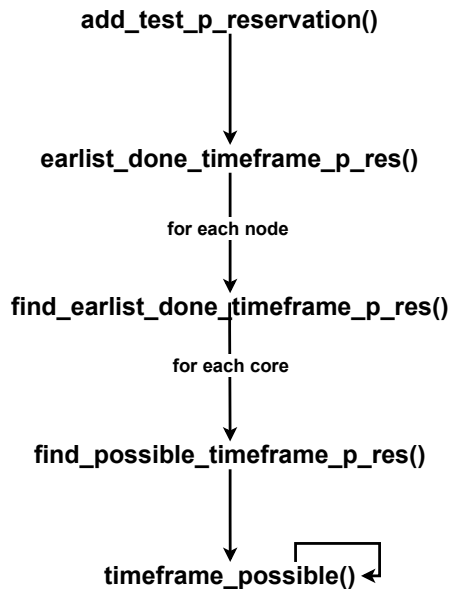 add_test_p_reservation()
earlist_done_timeframe_p_res()
for each node
find_earlist_done_timeframe_p_res()
for each core
find_possible_timeframe_p_res()
timeframe_possible()